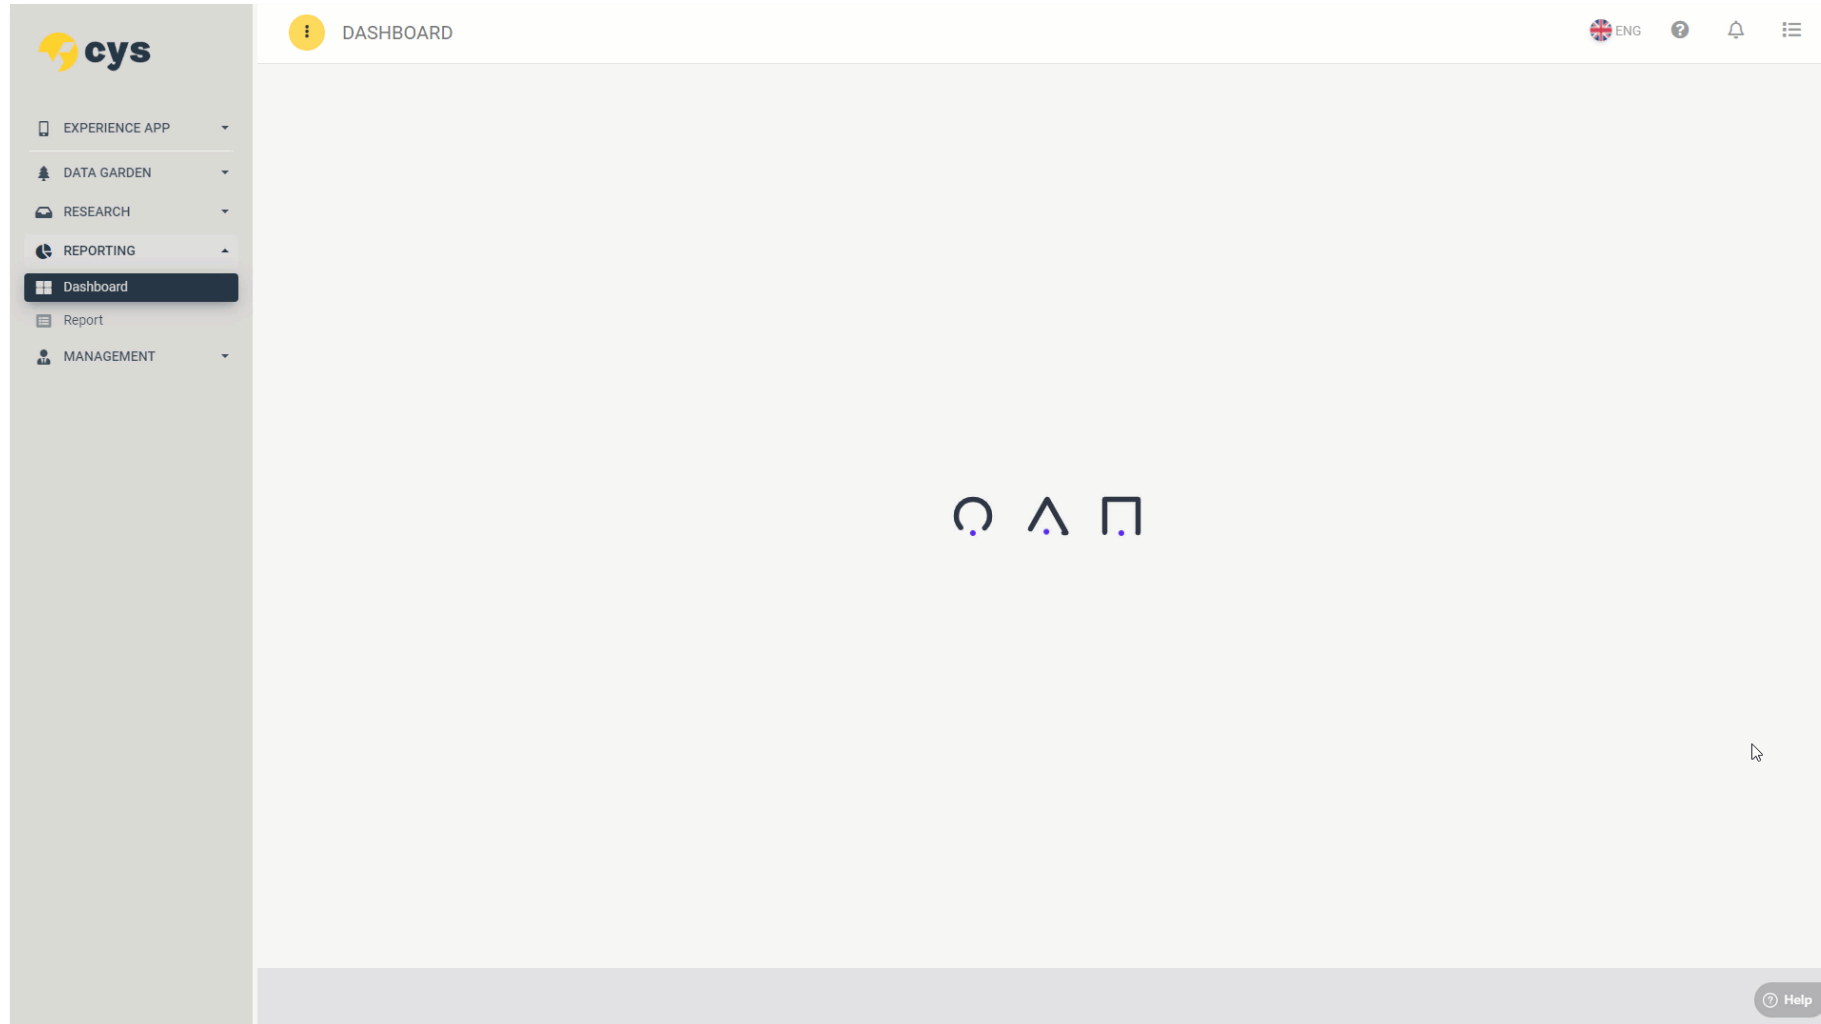 cys
DASHBOARD
ENG
EXPERIENCE APP
DATA GARDEN
RESEARCH
REPORTING
Dashboard
Report
MANAGEMENT
Help